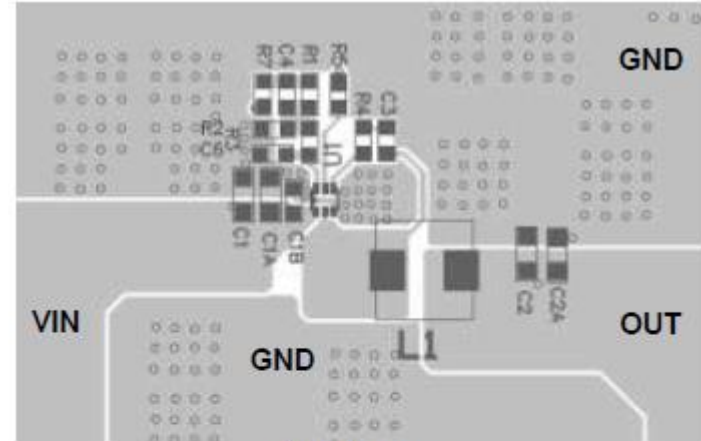 R7 C4 R1 R5
GND
R4 C3
R2
C6
U1
C1
C1A
C1B
C2
C2A
VIN
GND
L1
OUT